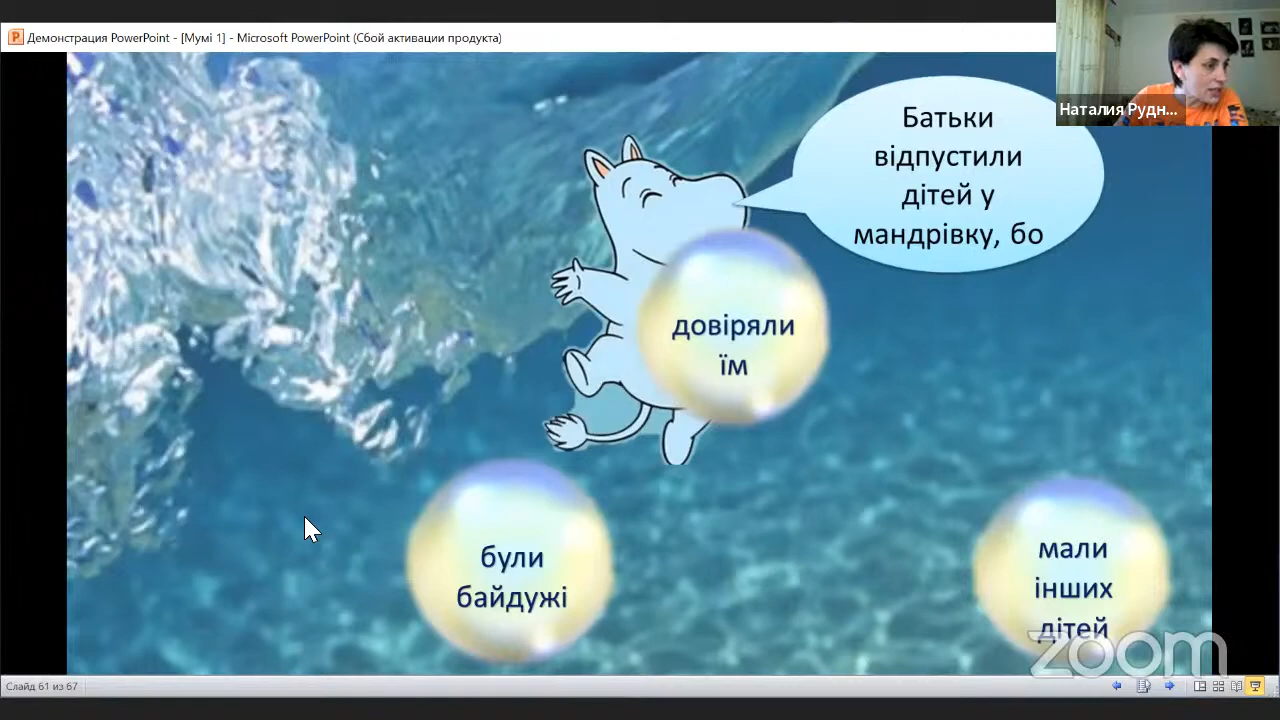 Демонстрация PowerPoint - [Мумі 1] - Microsoft PowerPoint (Сбой активации продукта)
Наталия Рудн...
Батьки
відпустили
дітей у
мандрівку, бо
довіряли
їм
були
байдужі
мали
інших
дітей
zoom
Слайд 61 из 67